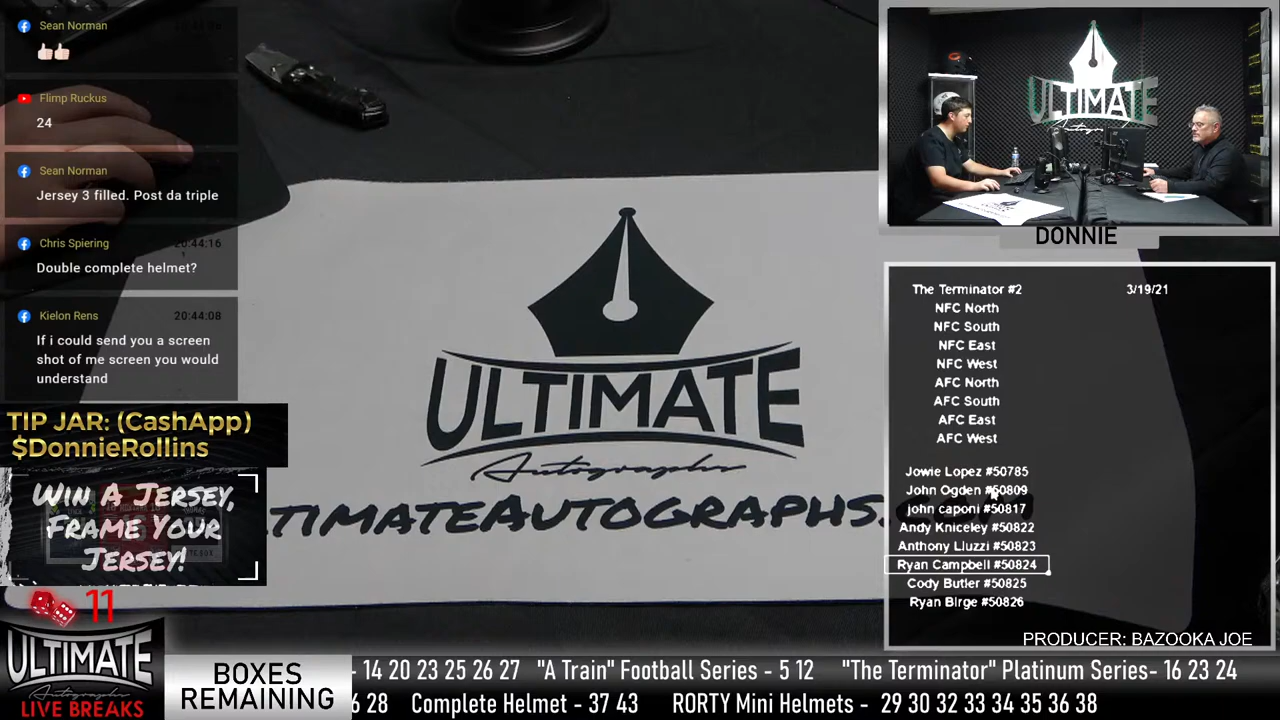 Sean Norman
👍🏻👍🏻
Flimp Ruckus
24
Sean Norman
Jersey 3 filled. Post da triple
Chris Spiering 20:44:16
Double complete helmet?
Kielon Rens 20:44:08
If i could send you a screen
shot of me screen you would
understand
TIP JAR: (CashApp)
$DonnieRollins
WIN A JERSEY,
FRAME YOUR
JERSEY!
11
ULTIMATE
Autographs
LIVE BREAKS
ULTIMATE
Autographs
TIMATEAUTOGRAPHS.
ULTIMATE
Autographs
DONNIE
The Terminator #2 3/19/21
NFC North
NFC South
NFC East
NFC West
AFC North
AFC South
AFC East
AFC West
Jowie Lopez #50785
John Ogden #50809
john caponi #50817
Andy Kniceley #50822
Anthony Lluzzi #50823
Ryan Campbell #50824
Cody Butler #50825
Ryan Birge #50826
PRODUCER: BAZOOKA JOE
BOXES
REMAINING
- 14 20 23 25 26 27 "A Train" Football Series - 5 12 "The Terminator" Platinum Series- 16 23 24
6 28 Complete Helmet - 37 43 RORTY Mini Helmets - 29 30 32 33 34 35 36 38